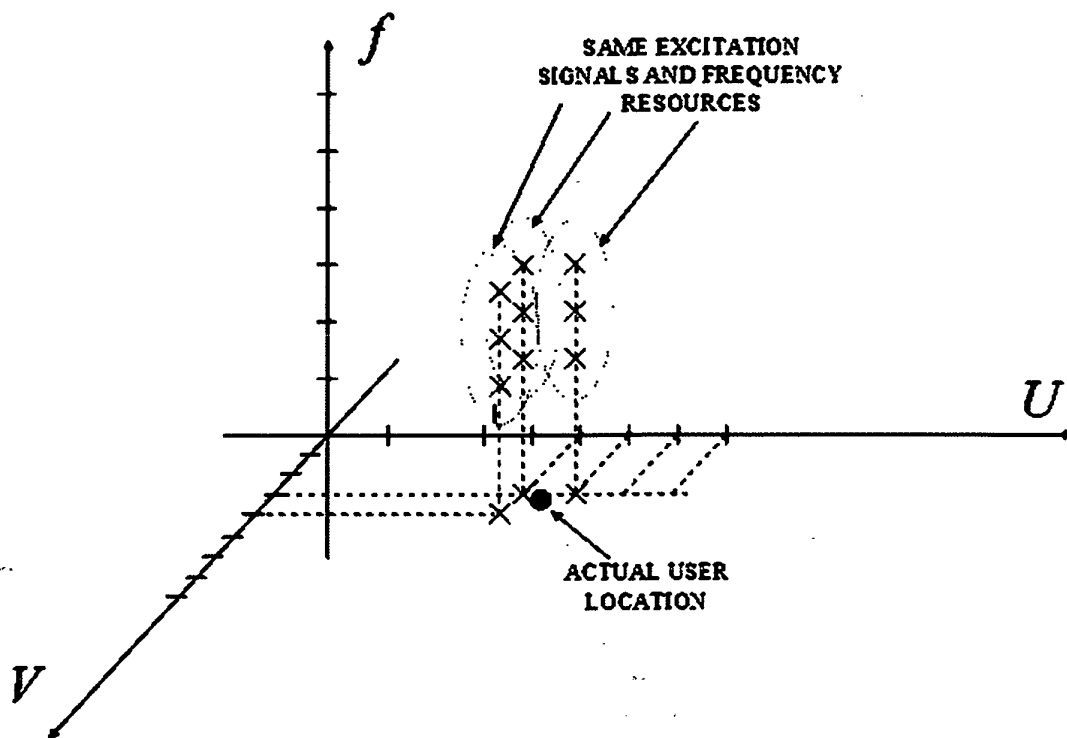 f
SAME EXCITATION
SIGNALS AND FREQUENCY
RESOURCES
U
ACTUAL USER
LOCATION
V